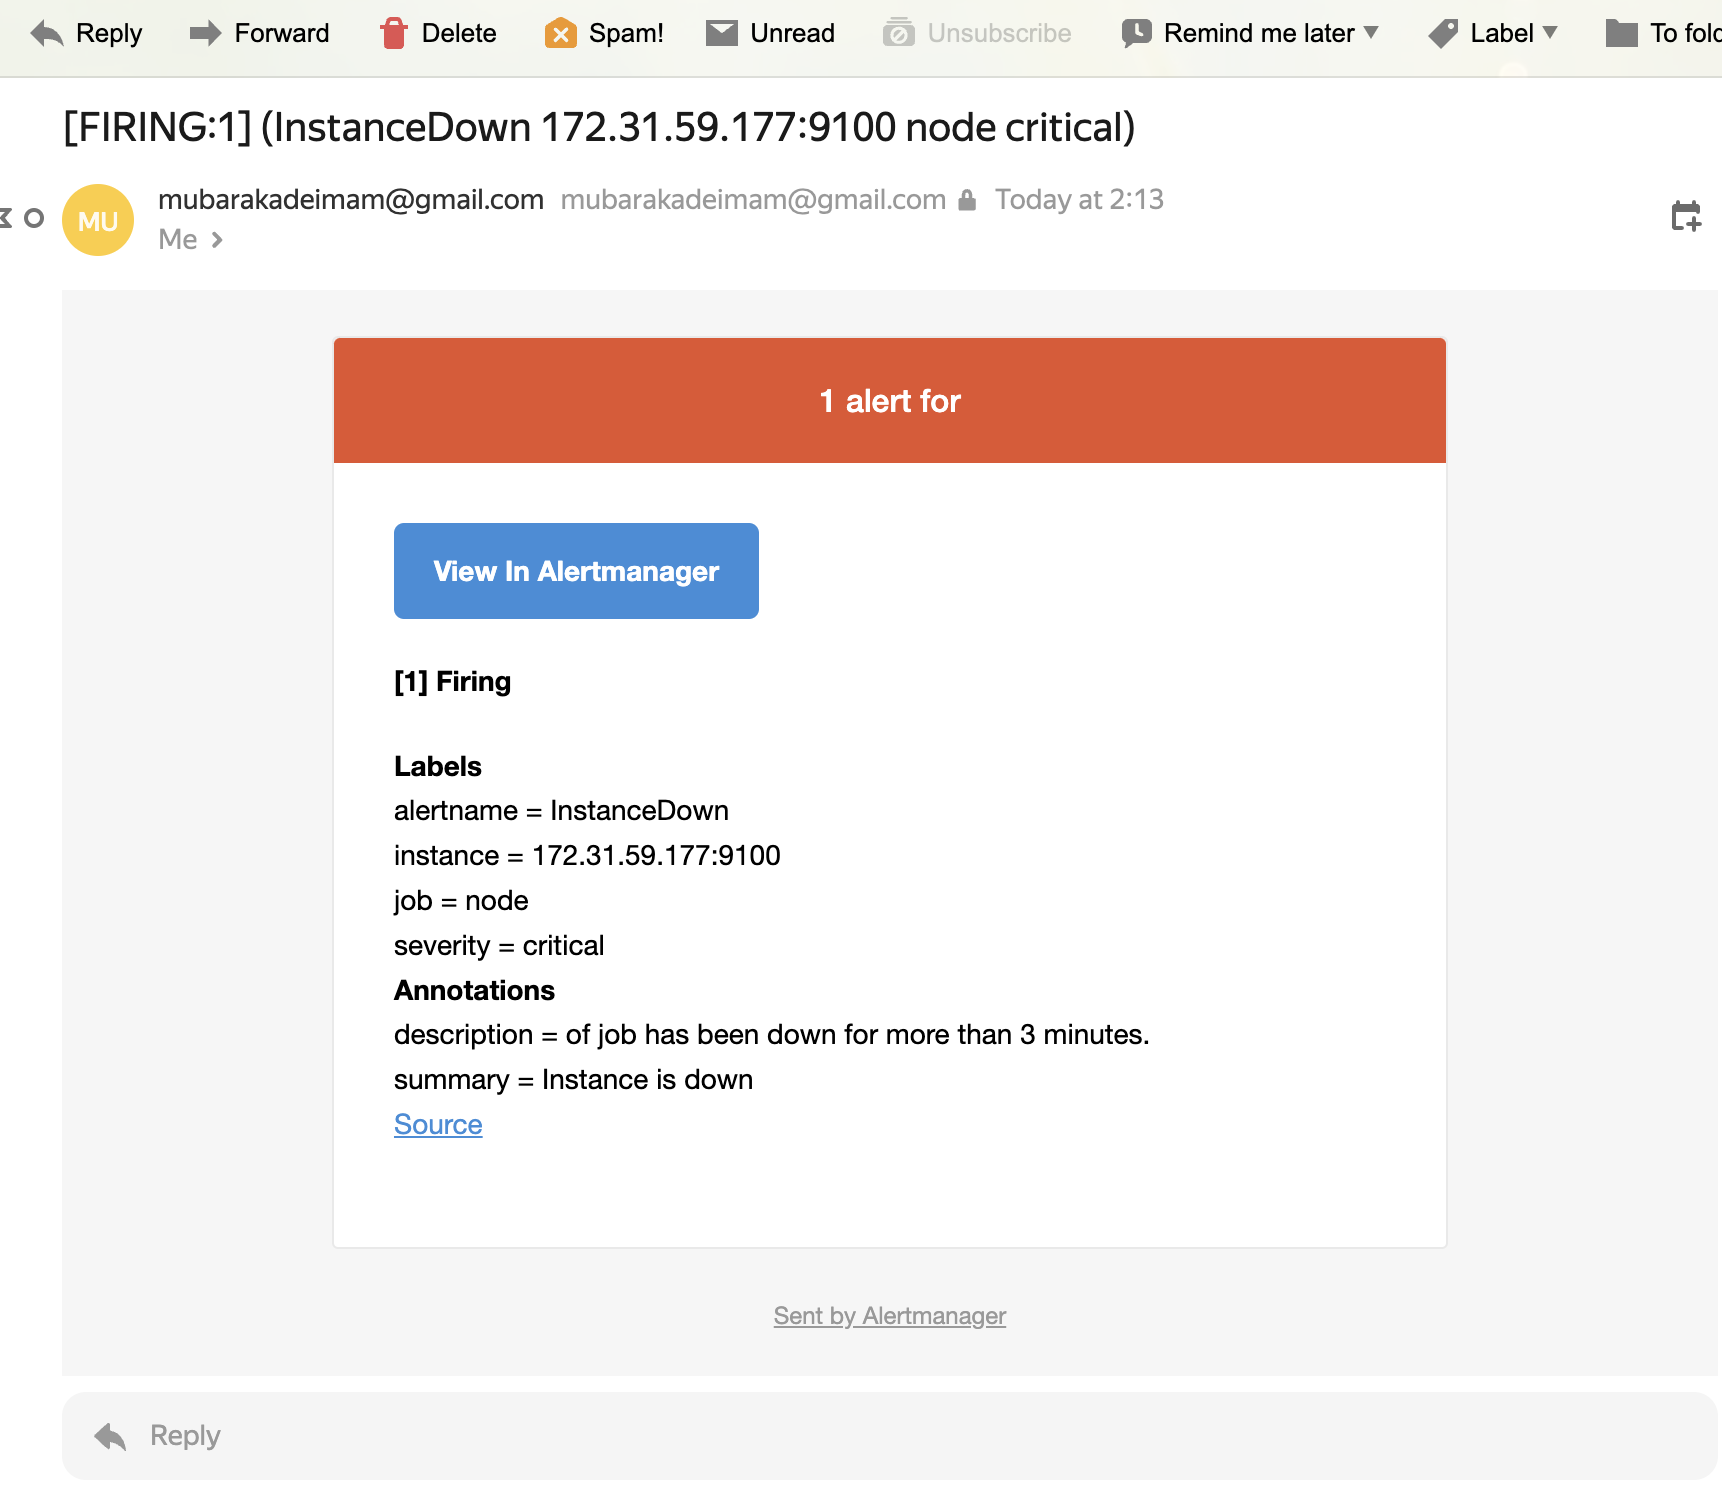 Reply Forward Delete Spam! Unread Unsubscribe Remind me later Label To fold
[FIRING:1] (InstanceDown 172.31.59.177:9100 node critical)
MU
mubarakadeimam@gmail.com mubarakadeimam@gmail.com Today at 2:13
Me
1 alert for
View In Alertmanager
[1] Firing
Labels
alertname = InstanceDown
instance = 172.31.59.177:9100
job = node
severity = critical
Annotations
description = of job has been down for more than 3 minutes.
summary = Instance is down
Source
Sent by Alertmanager
Reply